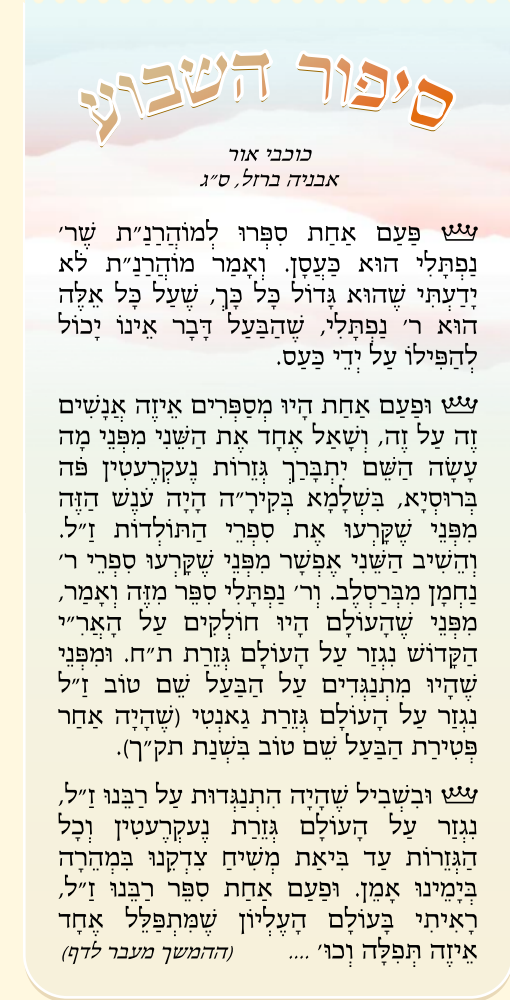 סיפור השבוע
כוכבי אור
אבניה ברזל, ס״ג
פַּעַם אַחַת סִפְּרוּ לְמוֹהֲרַנַ״ת שֶׁר׳
נַפְתָּלִי הוּא כַּעֲסָן. וְאָמַר מוֹהֲרַנַ״ת לֹא
יָדַעְתִּי שֶׁהוּא גָּדוֹל כָּל כָּךְ, שֶׁעַל כָּל אֵלֶּה
הוּא ר׳ נַפְתָּלִי, שֶׁהַבַּעַל דָּבָר אֵינוֹ יָכוֹל
לְהַפִּילוֹ עַל יְדֵי כַּעַס.
וּפַעַם אַחַת הָיוּ מְסַפְּרִים אֵיזֶה אֲנָשִׁים
זֶה עַל זֶה, וְשָׁאַל אֶחָד אֶת הַשֵּׁנִי מִפְּנֵי מָה
עָשָׂה הַשֵּׁם יִתְבָּרַךְ גְּזֵרוֹת נֶעקְרֶעטִין פֹּה
בְּרוּסְיָא, בִּשְׁלָמָא בְּקִירָ״ה הָיָה עֹנֶשׁ הַזֶּה
מִפְּנֵי שֶׁקָּרְעוּ אֶת סִפְרֵי הַתּוֹלְדוֹת זַ״ל.
וְהֵשִׁיב הַשֵּׁנִי אֶפְשָׁר מִפְּנֵי שֶׁקָּרְעוּ סִפְרֵי ר׳
נַחְמָן מִבְּרַסְלֶב. וְר׳ נַפְתָּלִי סִפֵּר מִזֶּה וְאָמַר,
מִפְּנֵי שֶׁהָעוֹלָם הָיוּ חוֹלְקִים עַל הָאֲרִ״י
הַקָּדוֹשׁ נִגְזַר עַל הָעוֹלָם גְּזֵרַת ת״ח. וּמִפְּנֵי
שֶׁהָיוּ מִתְנַגְּדִים עַל הַבַּעַל שֵׁם טוֹב זַ״ל
נִגְזַר עַל הָעוֹלָם גְּזֵרַת גַּאנְטִי (שֶׁהָיָה אַחַר
פְּטִירַת הַבַּעַל שֵׁם טוֹב בִּשְׁנַת תק״ך).
וּבִשְׁבִיל שֶׁהָיָה הִתְנַגְּדוּת עַל רַבֵּנוּ זַ״ל,
נִגְזַר עַל הָעוֹלָם גְּזֵרַת נֶעקְרֶעטִין וְכָל
הַגְּזֵרוֹת עַד בִּיאַת מְשִׁיחַ צִדְקֵנוּ בִּמְהֵרָה
בְּיָמֵינוּ אָמֵן. וּפַעַם אַחַת סִפֵּר רַבֵּנוּ זַ״ל,
רָאִיתִי בָּעוֹלָם הָעֶלְיוֹן שֶׁמִּתְפַּלֵּל אֶחָד
אֵיזֶה תְּפִלָּה וְכוּ׳ .... (ההמשך מעבר לדף)